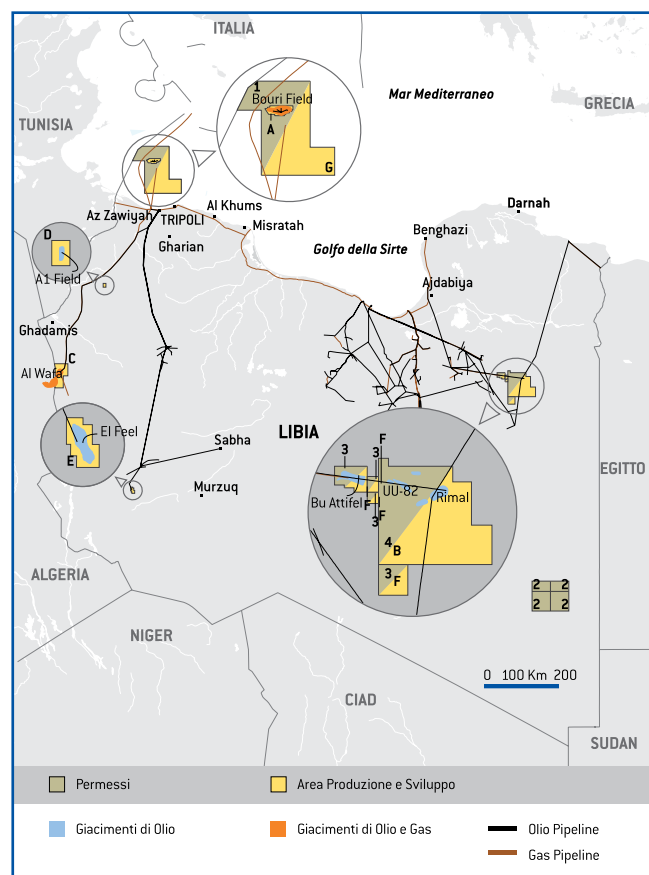 ITALIA
Mar Mediterraneo
GRECIA
TUNISIA
1
Bouri Field
A
G
Az Zawiyah
TRIPOLI
Al Khums
Misratah
Gharian
Darnah
Benghazi
Golfo della Sirte
Ajdabiya
D
A1 Field
Ghadamis
C
Al Wafa
El Feel
E
LIBIA
Sabha
Murzuq
EGITTO
3
3
F
UU-82
Rimal
Bu Attifel
F
F
3
4
B
3
F
2 2
2 2
ALGERIA
NIGER
CIAD
SUDAN
0 100 Km 200
Permessi
Area Produzione e Sviluppo
Giacimenti di Olio
Giacimenti di Olio e Gas
Olio Pipeline
Gas Pipeline